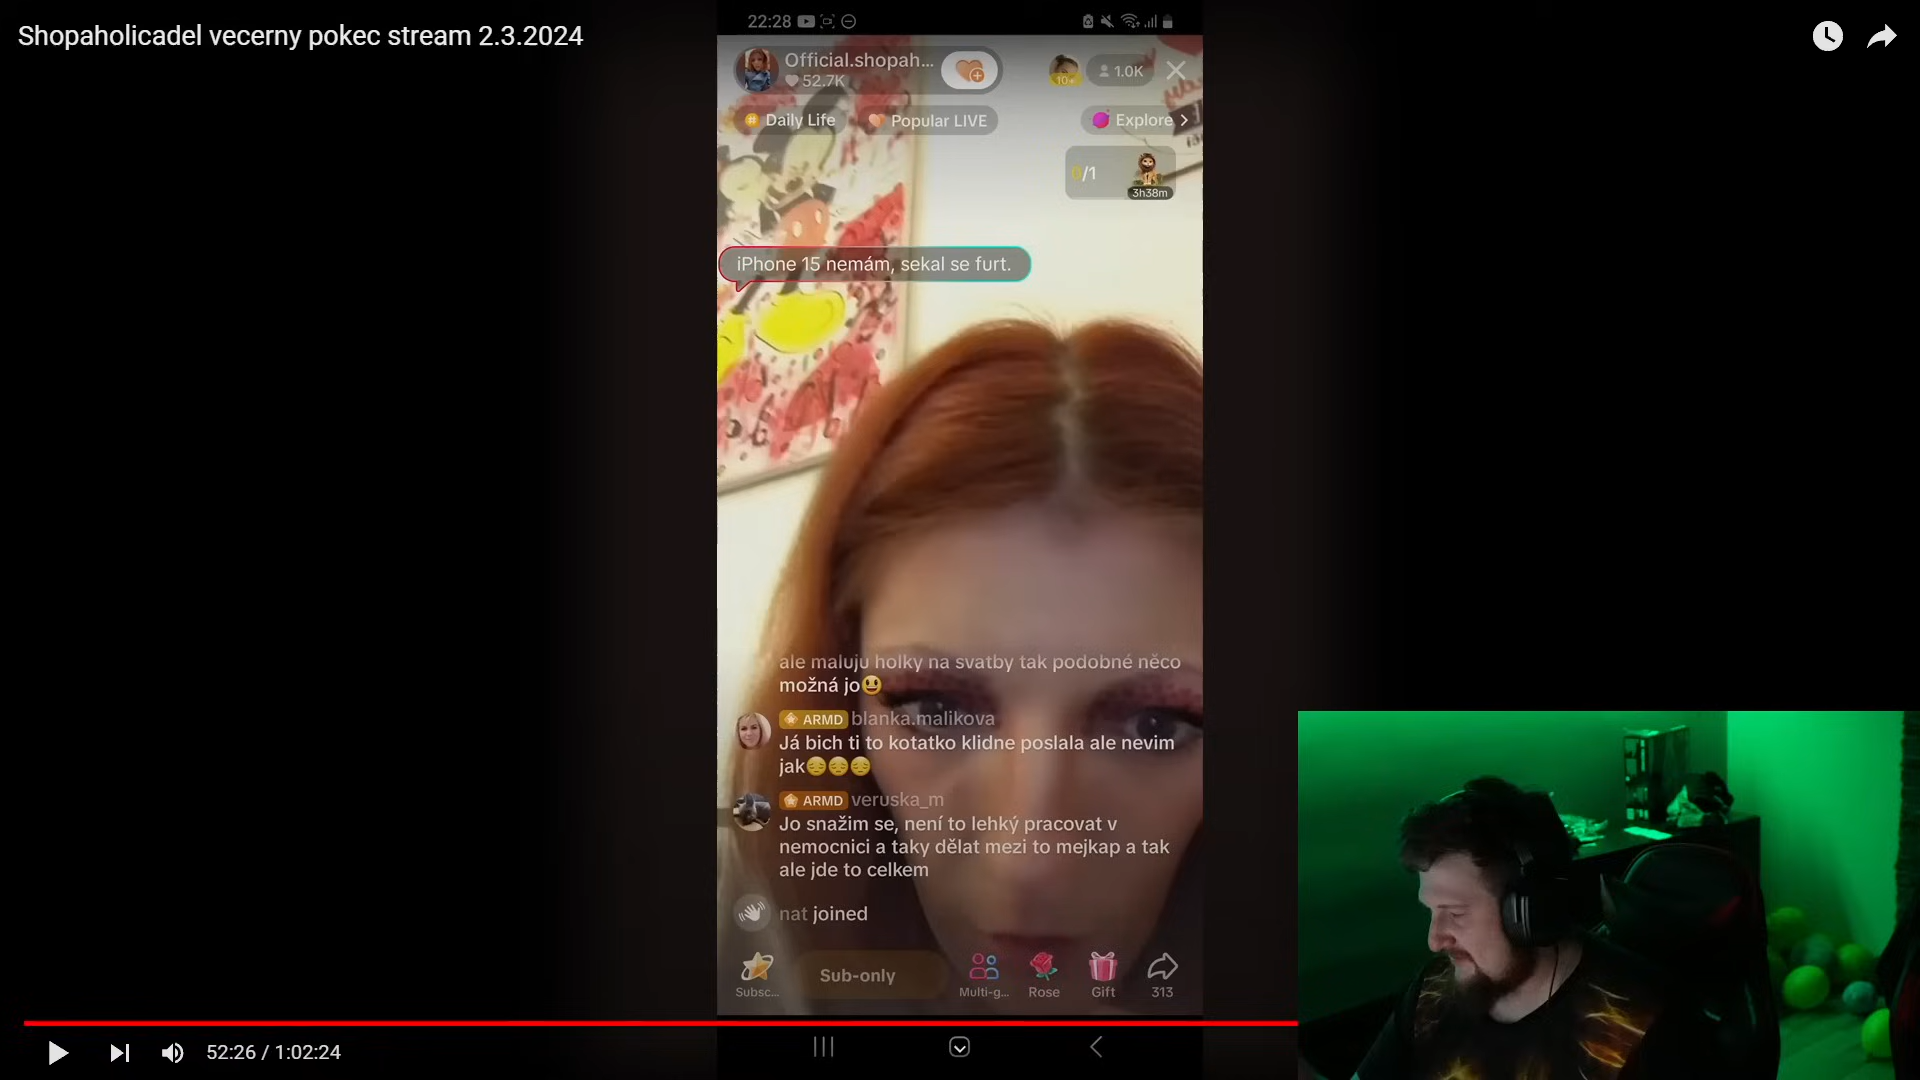 Shopaholicadel vecerny pokec stream 2.3.2024
22:28
Official.shopah...
52.7K
10+
1.0K
Daily Life
Popular LIVE
Explore
0/1
3h38m
iPhone 15 nemám, sekal se furt.
ale maluju holky na svatby tak podobné něco
možná jo😃
ARMD blanka.malikova
Já bich ti to kotatko klidne poslala ale nevim
jak😔😔😔
ARMD veruska_m
Jo snažim se, není to lehký pracovat v
nemocnici a taky dělat mezi to mejkap a tak
ale jde to celkem
nat joined
Subsc...
Sub-only
Multi-g...
Rose
Gift
313
52:26 / 1:02:24